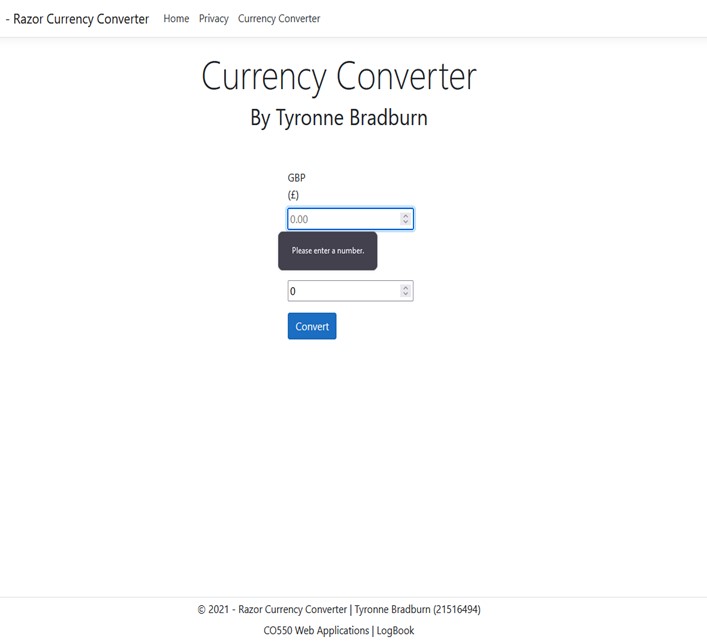 - Razor Currency Converter Home Privacy Currency Converter
Currency Converter
By Tyronne Bradburn
GBP
(£)
0.00
Please enter a number.
0
Convert
© 2021 - Razor Currency Converter | Tyronne Bradburn (21516494)
CO550 Web Applications | LogBook